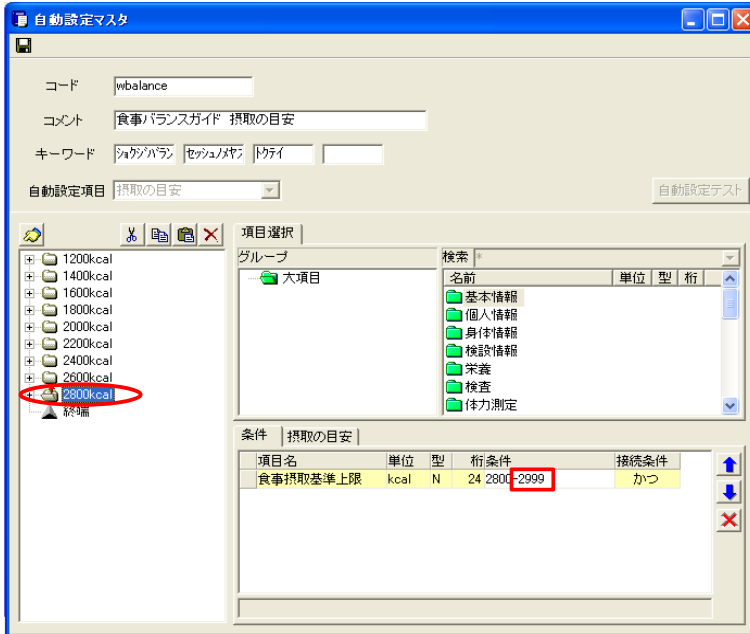 自動設定マスタ
コード wbalance
コメント 食事バランスガイド 摂取の目安
キーワード ｼｮｸｼﾞﾊﾞﾗﾝ ｾｯｼｭﾉﾒﾔｽ ﾄｸﾃｲ
自動設定項目 摂取の目安 自動設定テスト
1200kcal
1400kcal
1600kcal
1800kcal
2000kcal
2200kcal
2400kcal
2600kcal
2800kcal
終端
項目選択
グループ 検索 *
大項目
名前 単位 型 桁
基本情報
個人情報
身体情報
検設情報
栄養
検査
体力測定
条件 摂取の目安
項目名 単位 型 桁 条件 接続条件
食事摂取基準上限 kcal N 24 2800-2999 かつ